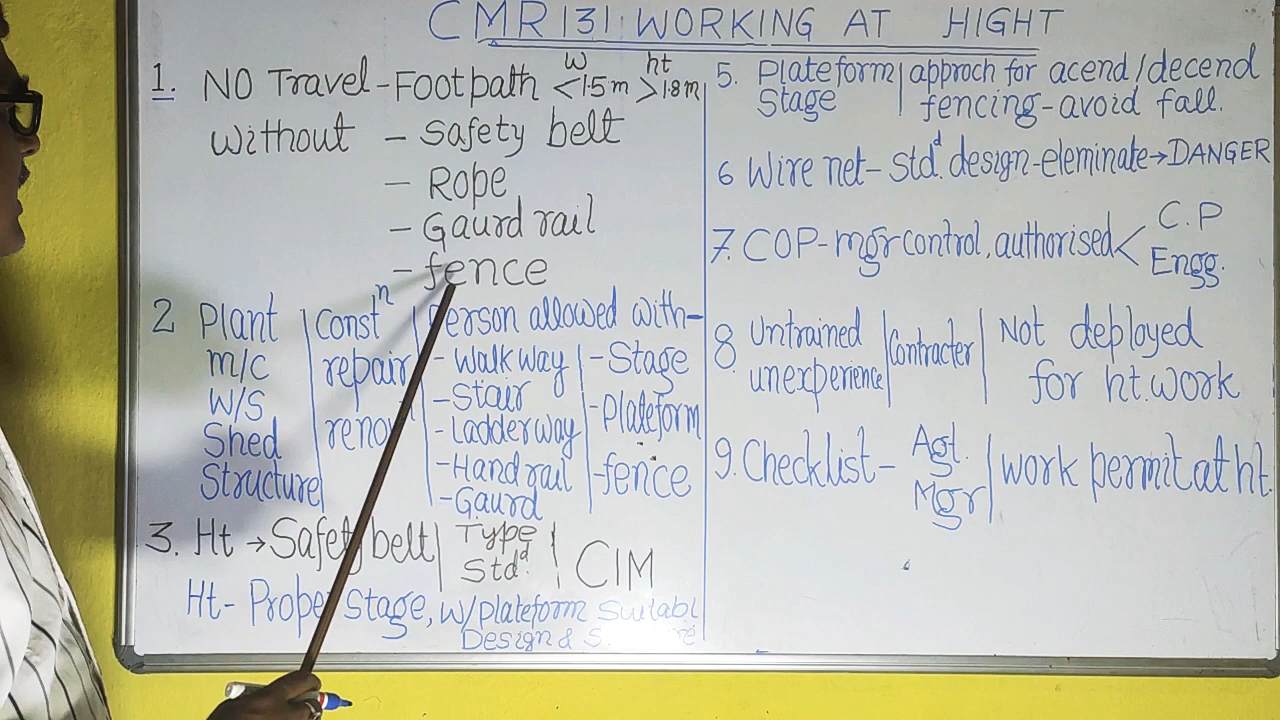 CMR 131: WORKING AT HIGHT
1. NO Travel - Footpath w <1.5m ht >1.8m
without - Safety belt
- Rope
- Gaurd rail
- fence
2 Plant
m/c
W/S
Shed
Structure
Constⁿ
repair
person allowed with-
- Walkway
- Stair
- Ladderway
- Hand rail
- Gaurd
- Stage
- Plateform
- fence
3. Ht → Safety belt | Type Stdᵈ. | CIM
Ht - Proper Stage, w/plateform Suitabl
Design &
5. Plateform | approch for acend/decend
Stage | fencing - avoid fall.
6 Wire net - Stdᵈ. design - eleminate → DANGER
7. COP - mgr control, authorised < C.P
Engg.
8. Untrained | Contracter | Not deployed
unexperience | for ht. work
9. Checklist - Agt. | work permit at ht.
Mgr